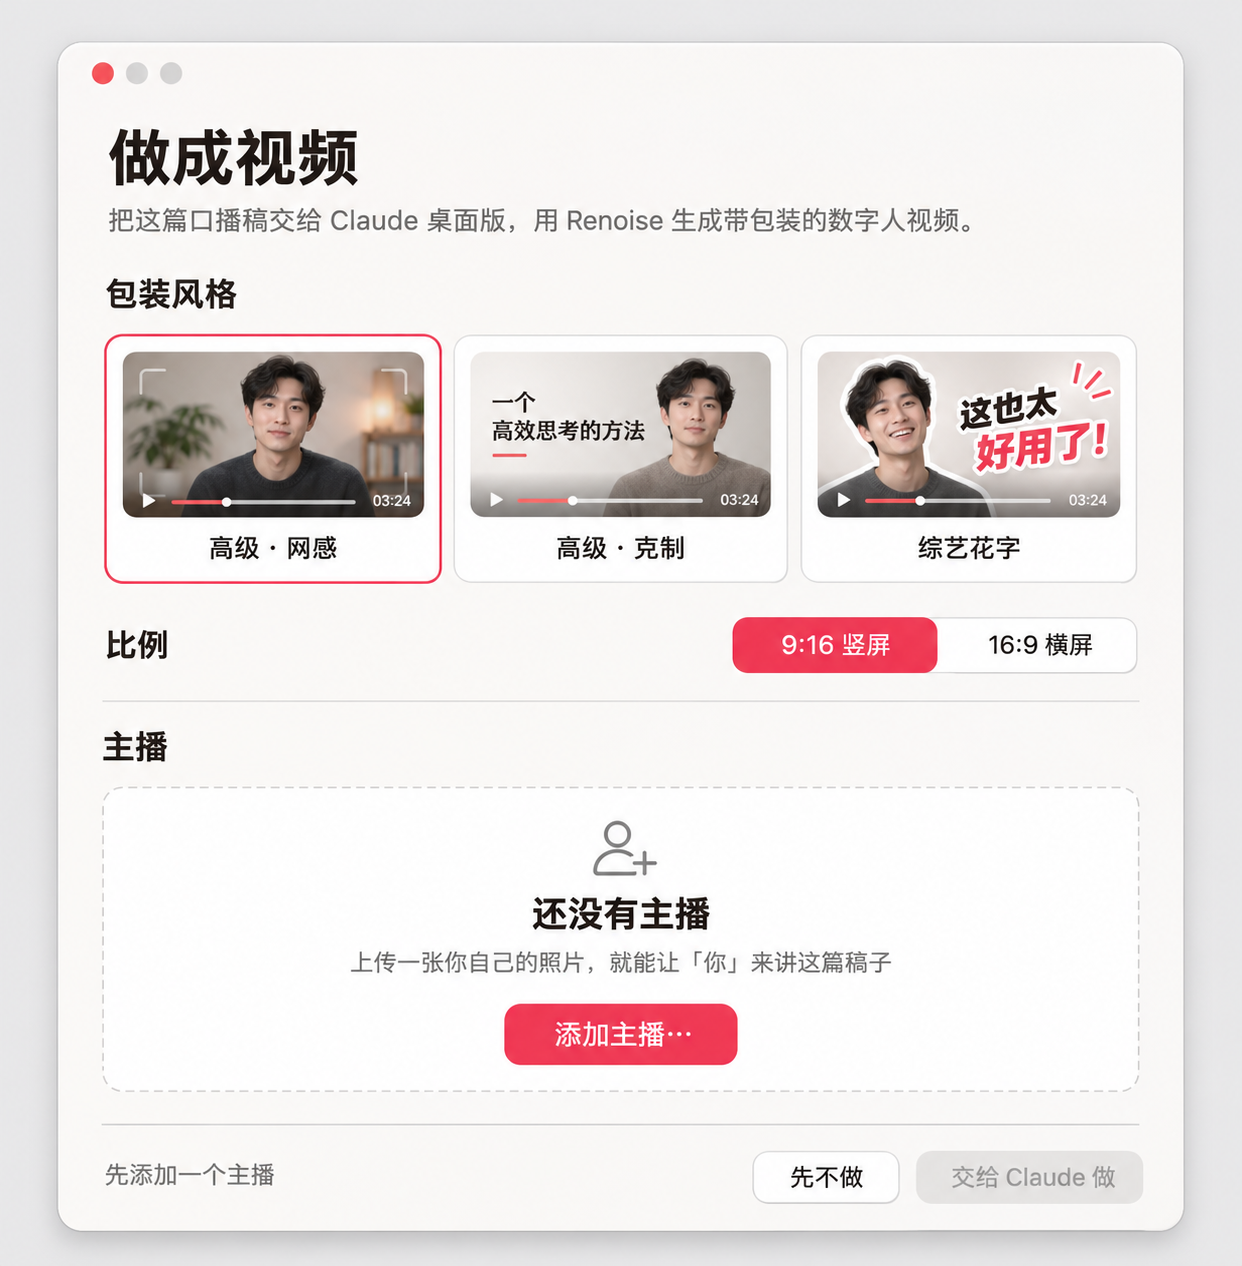 做成视频
把这篇口播稿交给 Claude 桌面版，用 Renoise 生成带包装的数字人视频。
包装风格
03:24
高级 · 网感
一个
高效思考的方法
03:24
高级 · 克制
这也太
好用了!
03:24
综艺花字
比例
9:16 竖屏
16:9 横屏
主播
还没有主播
上传一张你自己的照片，就能让「你」来讲这篇稿子
添加主播…
先添加一个主播
先不做
交给 Claude 做